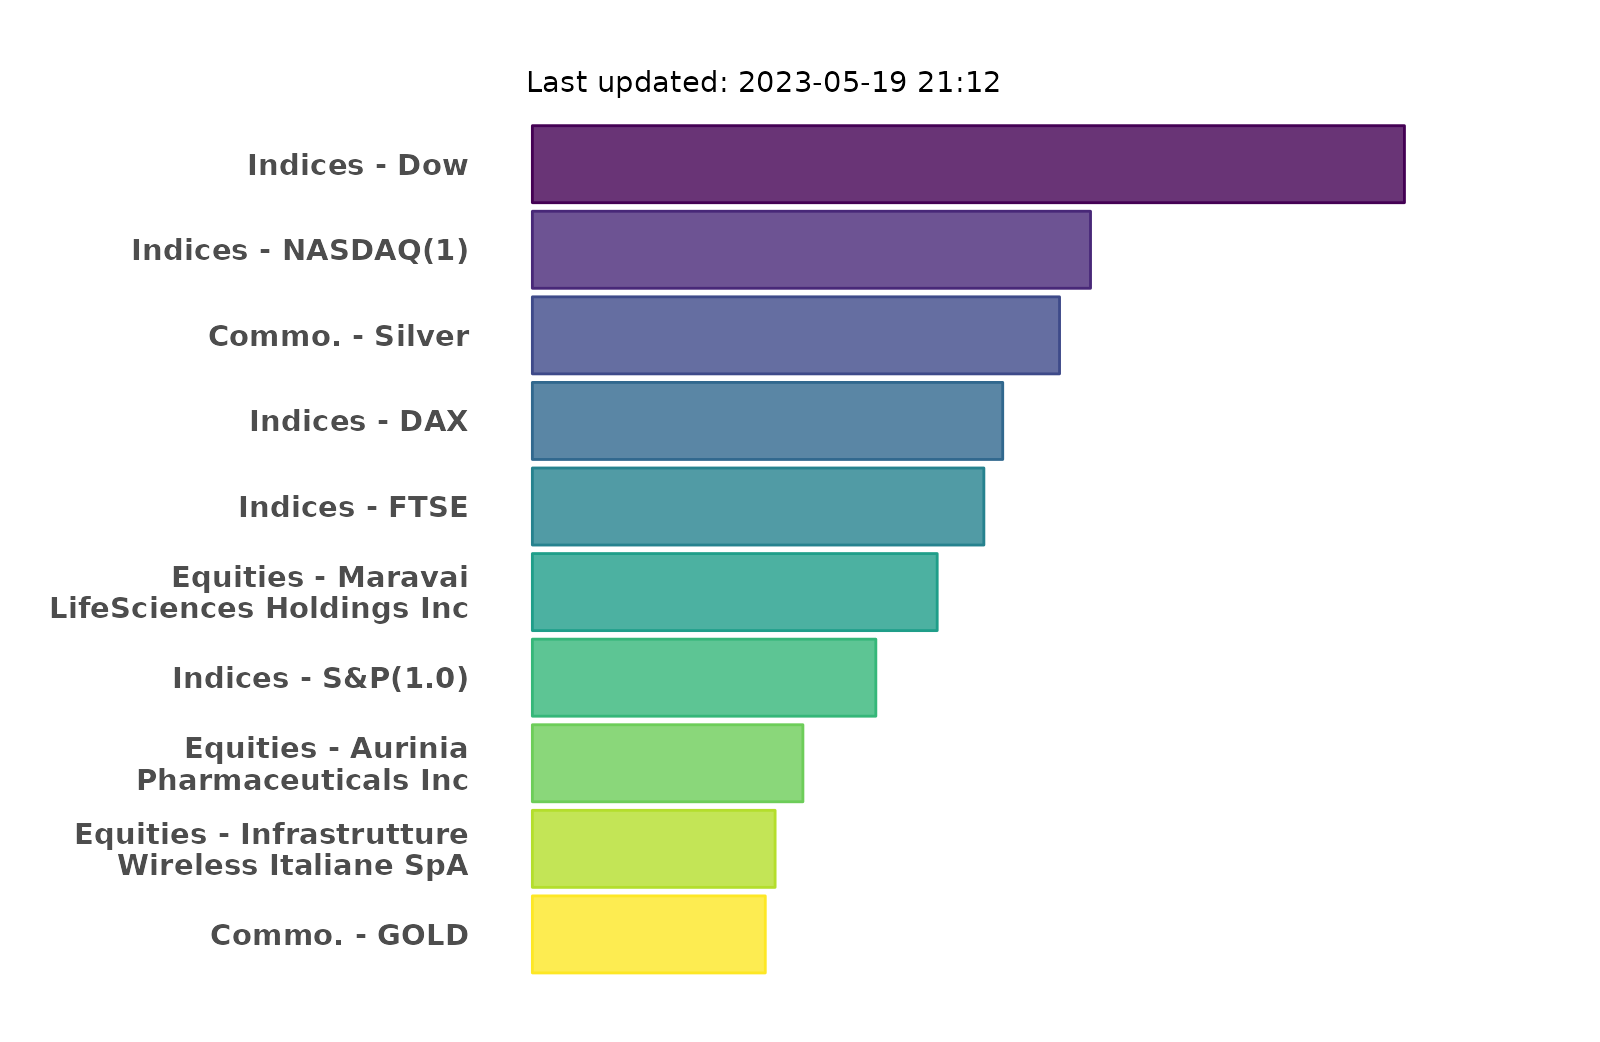 Last updated: 2023-05-19 21:12
Indices - Dow
Indices - NASDAQ(1)
Commo. - Silver
Indices - DAX
Indices - FTSE
Equities - Maravai
LifeSciences Holdings Inc
Indices - S&P(1.0)
Equities - Aurinia
Pharmaceuticals Inc
Equities - Infrastrutture
Wireless Italiane SpA
Commo. - GOLD